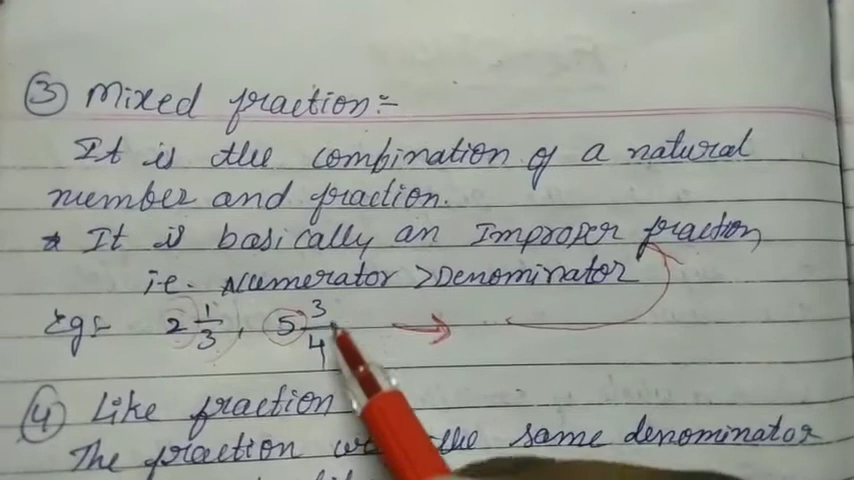 ③ Mixed fraction:-
It is the combination of a natural
number and fraction.
* It is basically an Improper fraction,
i.e. Numerator > Denominator
Eg:- 2 1/3, 5 3/4 →
④ Like fraction
The fraction the same denominator